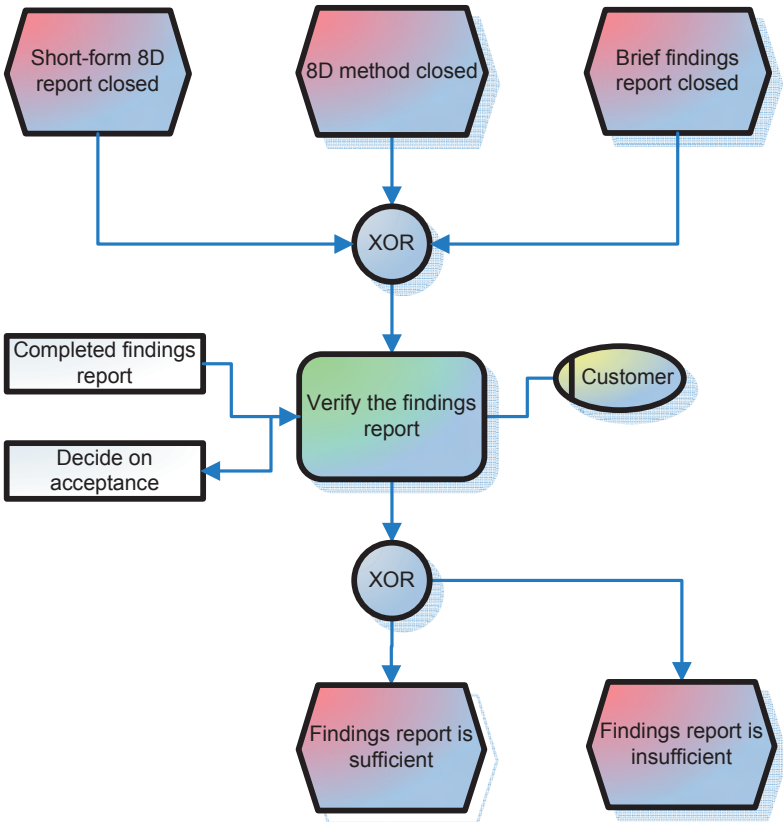 Short-form 8D
report closed
8D method closed
Brief findings
report closed
XOR
Completed findings
report
Verify the findings
report
Customer
Decide on
acceptance
XOR
Findings report is
sufficient
Findings report is
insufficient